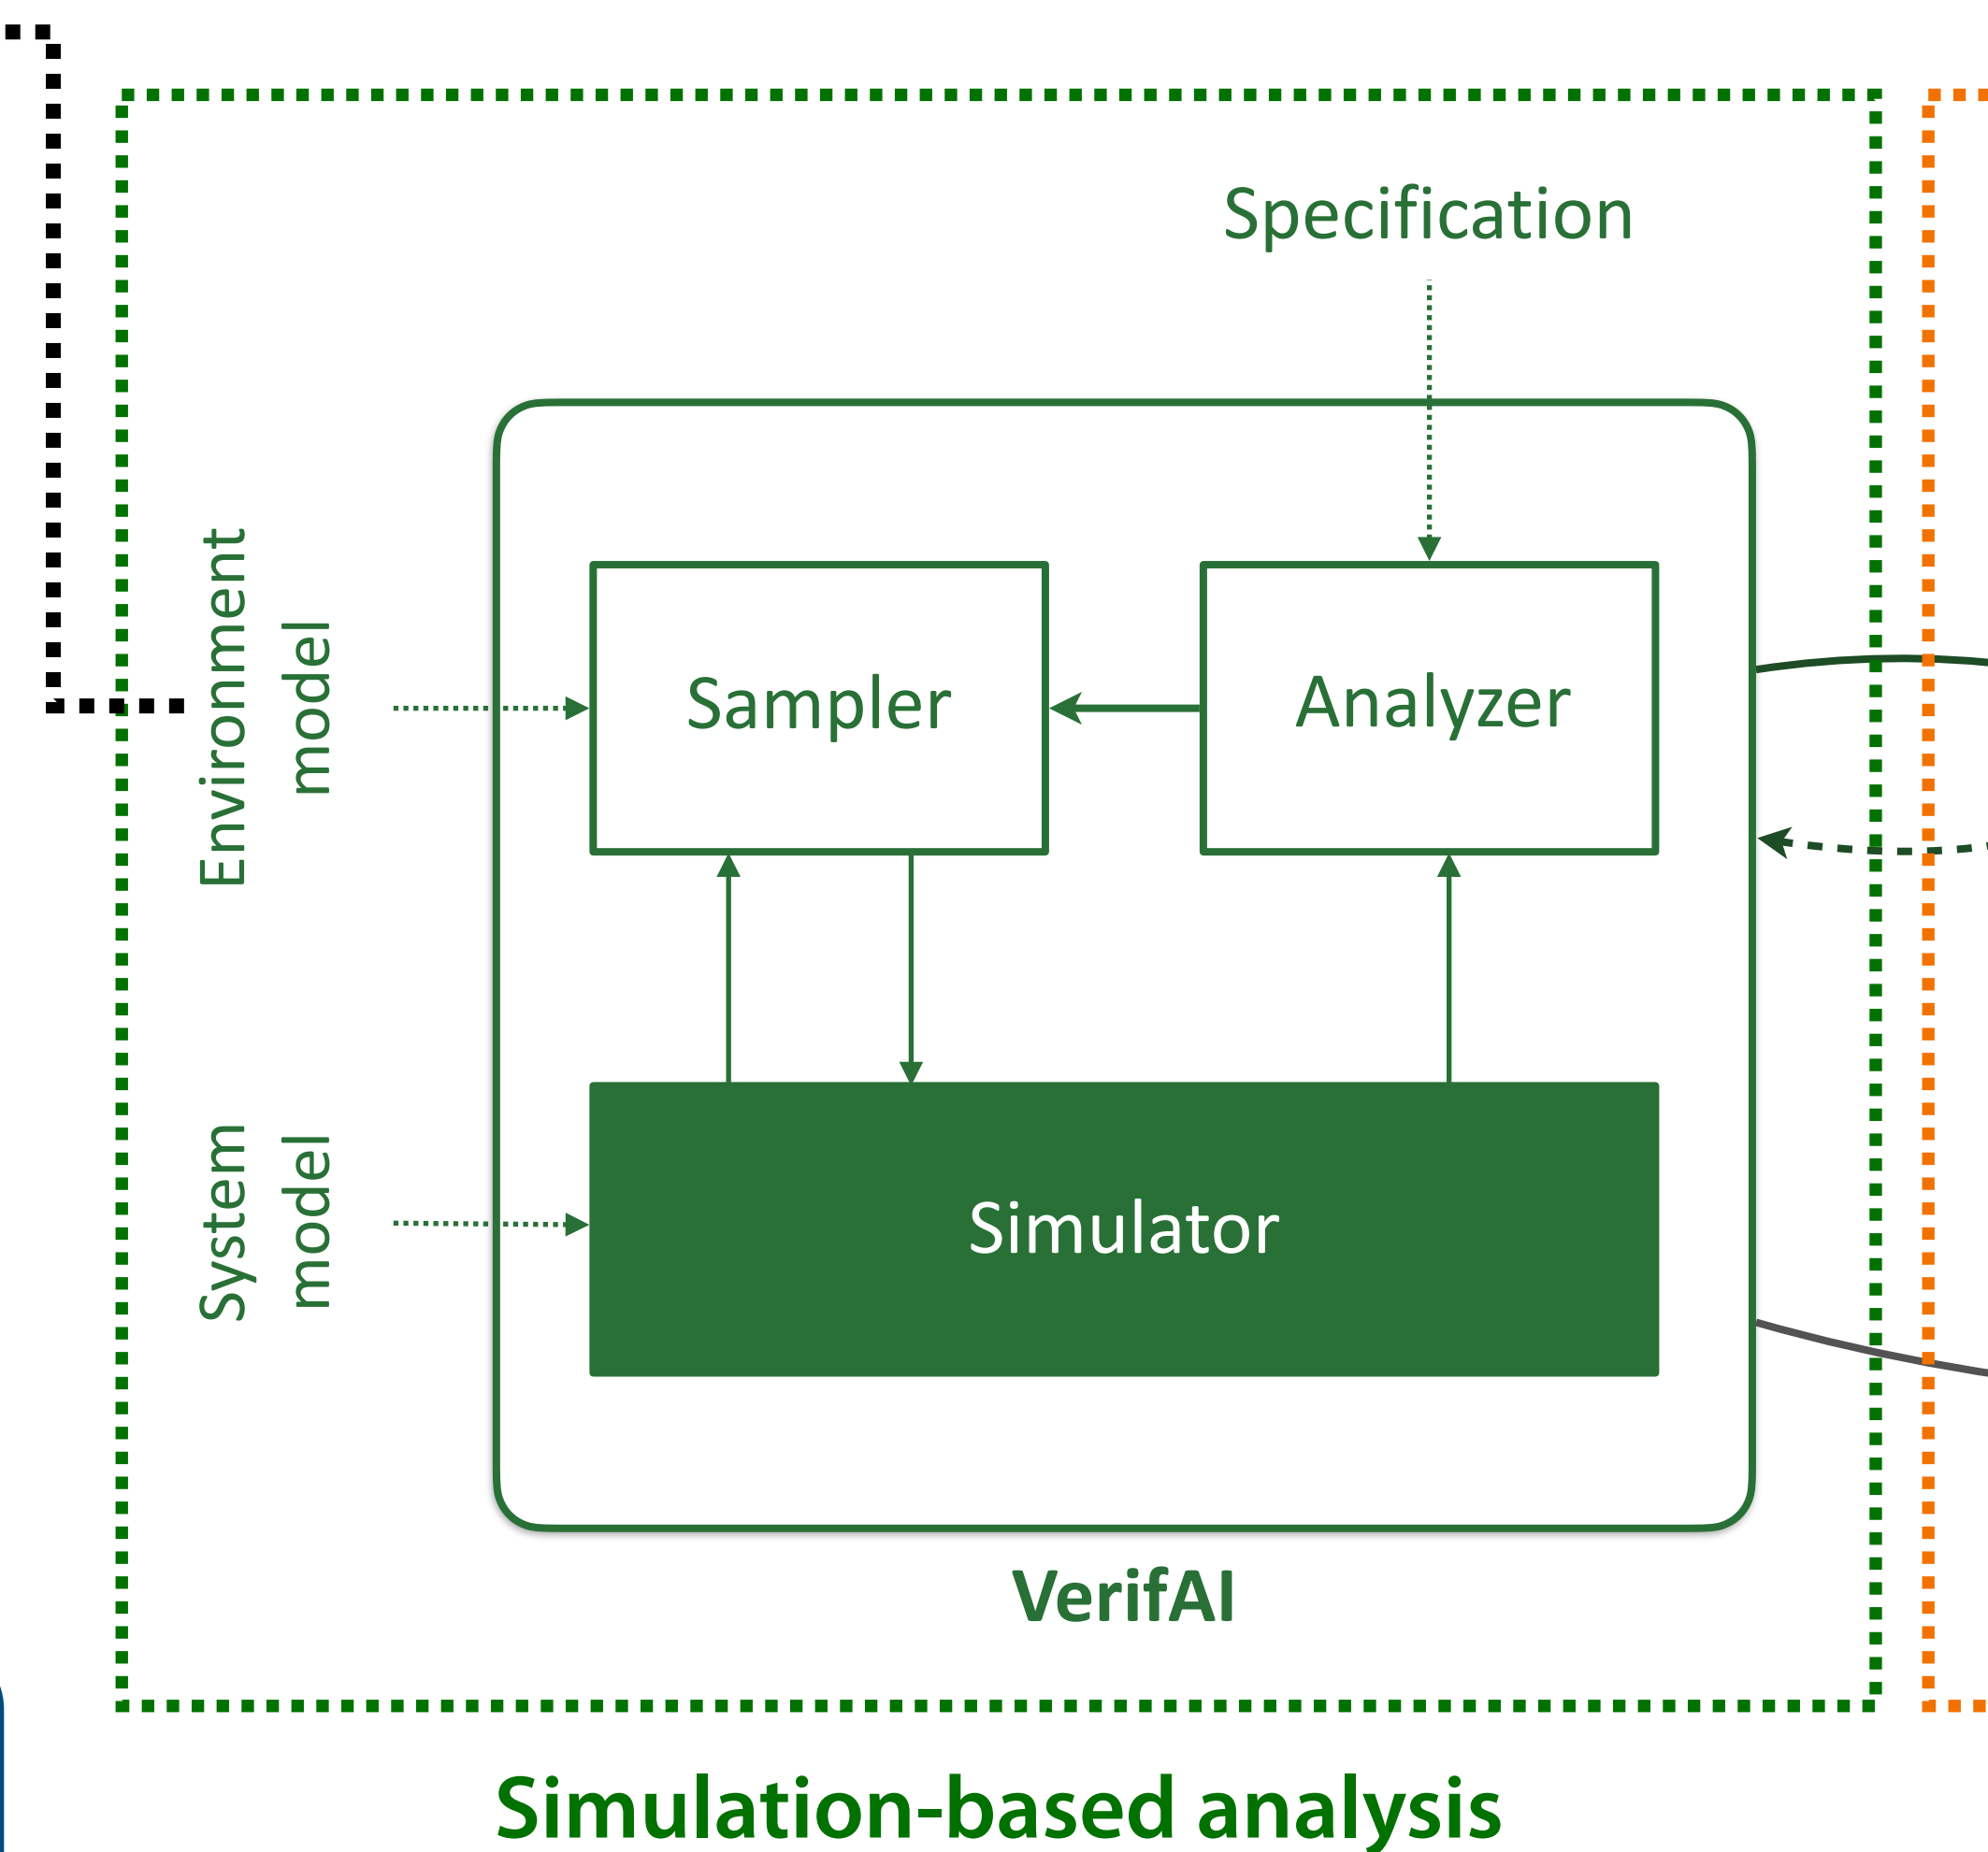 Specification
Environment
model
Sampler
Analyzer
System
model
Simulator
VerifAI
Simulation-based analysis